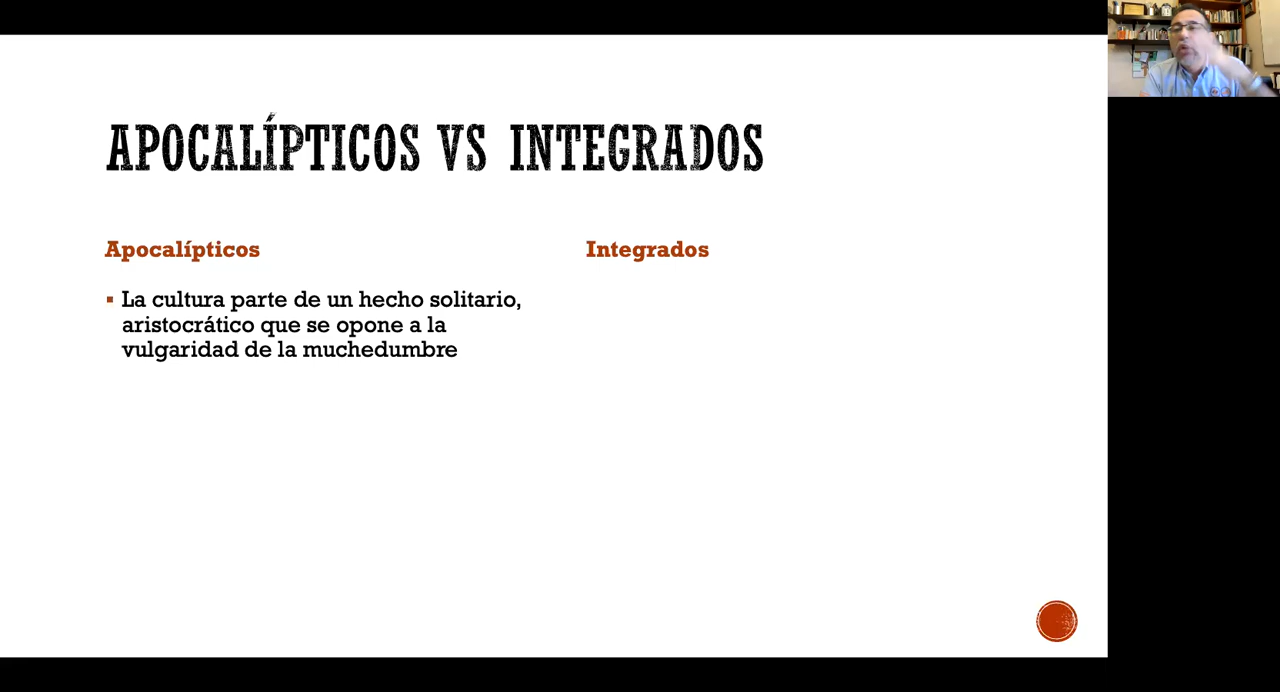 APOCALÍPTICOS VS INTEGRADOS
Apocalípticos
▪ La cultura parte de un hecho solitario,
aristocrático que se opone a la
vulgaridad de la muchedumbre
Integrados